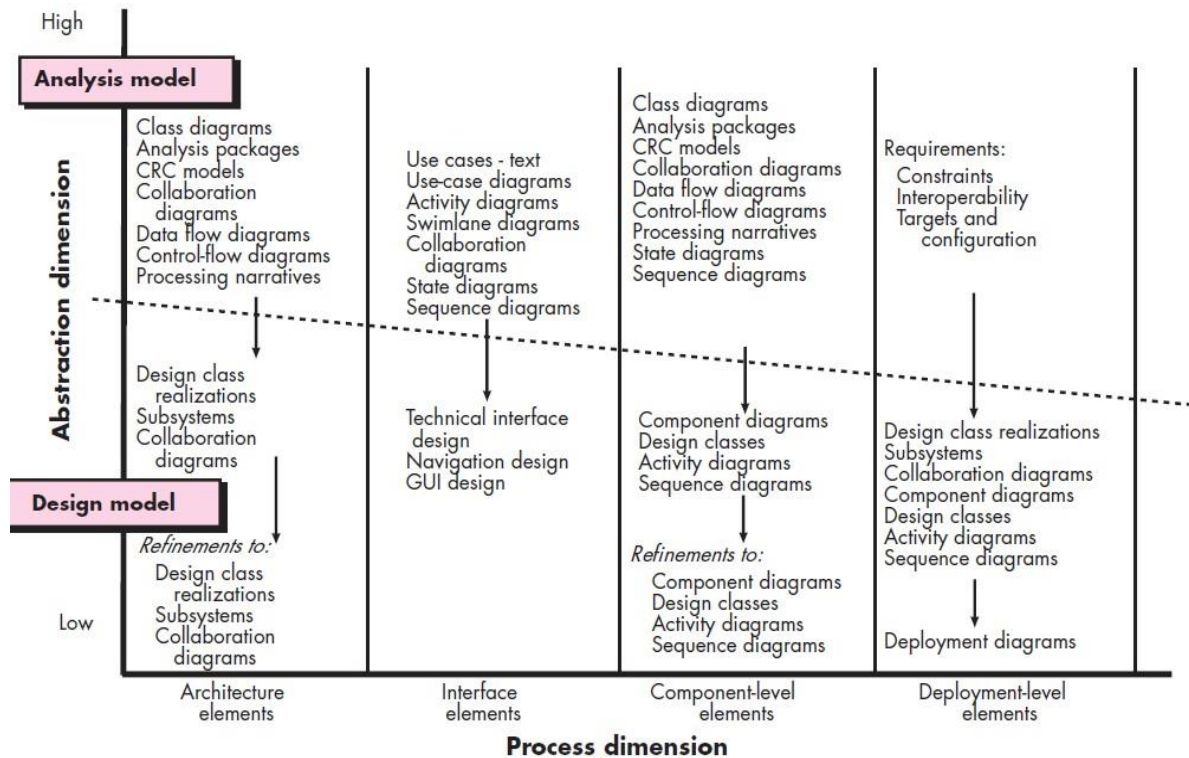 High
Analysis model
Class diagrams
Analysis packages
CRC models
Collaboration
diagrams
Data flow diagrams
Control-flow diagrams
Processing narratives
Use cases - text
Use-case diagrams
Activity diagrams
Swimlane diagrams
Collaboration
diagrams
State diagrams
Sequence diagrams
Class diagrams
Analysis packages
CRC models
Collaboration diagrams
Data flow diagrams
Control-flow diagrams
Processing narratives
State diagrams
Sequence diagrams
Requirements:
Constraints
Interoperability
Targets and
configuration
Abstraction dimension
Design class
realizations
Subsystems
Collaboration
diagrams
Technical interface
design
Navigation design
GUI design
Component diagrams
Design classes
Activity diagrams
Sequence diagrams
Design class realizations
Subsystems
Collaboration diagrams
Component diagrams
Design classes
Activity diagrams
Sequence diagrams
Design model
Refinements to:
Design class
realizations
Subsystems
Collaboration
diagrams
Refinements to:
Component diagrams
Design classes
Activity diagrams
Sequence diagrams
Deployment diagrams
Low
Architecture
elements
Interface
elements
Component-level
elements
Deployment-level
elements
Process dimension